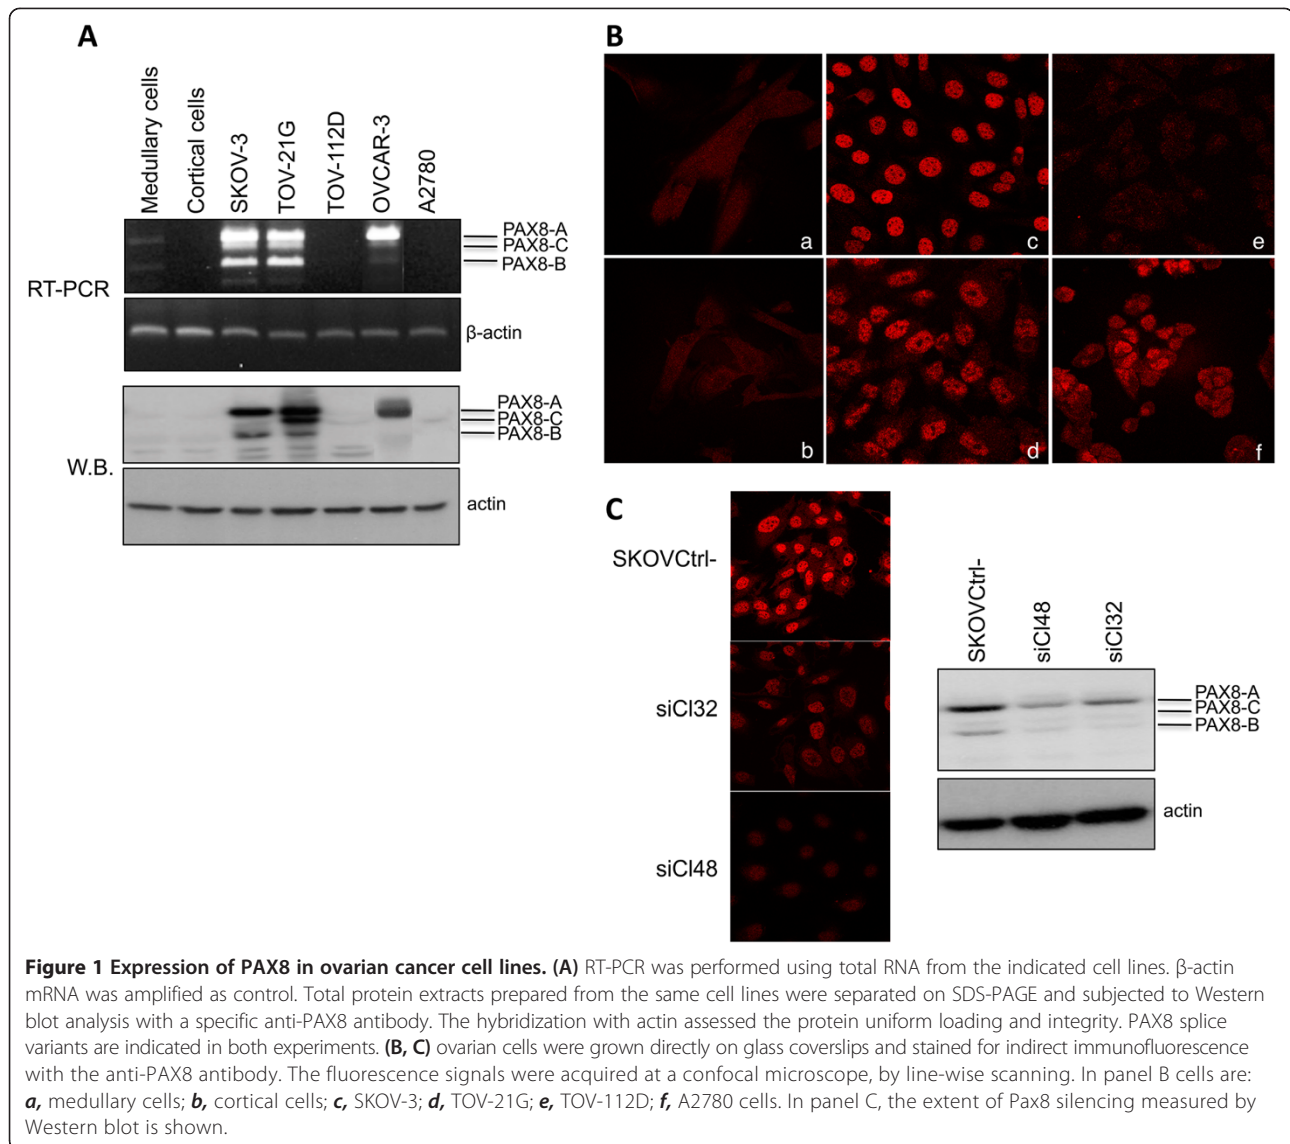 A
Medullary cells
Cortical cells
SKOV-3
TOV-21G
TOV-112D
OVCAR-3
A2780
RT-PCR
PAX8-A
PAX8-C
PAX8-B
β-actin
W.B.
PAX8-A
PAX8-C
PAX8-B
actin
B
a
c
e
b
d
f
C
SKOVCtrl-
siCl32
siCl48
SKOVCtrl-
siCl48
siCl32
PAX8-A
PAX8-C
PAX8-B
actin
Figure 1 Expression of PAX8 in ovarian cancer cell lines. (A) RT-PCR was performed using total RNA from the indicated cell lines. β-actin
mRNA was amplified as control. Total protein extracts prepared from the same cell lines were separated on SDS-PAGE and subjected to Western
blot analysis with a specific anti-PAX8 antibody. The hybridization with actin assessed the protein uniform loading and integrity. PAX8 splice
variants are indicated in both experiments. (B, C) ovarian cells were grown directly on glass coverslips and stained for indirect immunofluorescence
with the anti-PAX8 antibody. The fluorescence signals were acquired at a confocal microscope, by line-wise scanning. In panel B cells are:
a, medullary cells; b, cortical cells; c, SKOV-3; d, TOV-21G; e, TOV-112D; f, A2780 cells. In panel C, the extent of Pax8 silencing measured by
Western blot is shown.